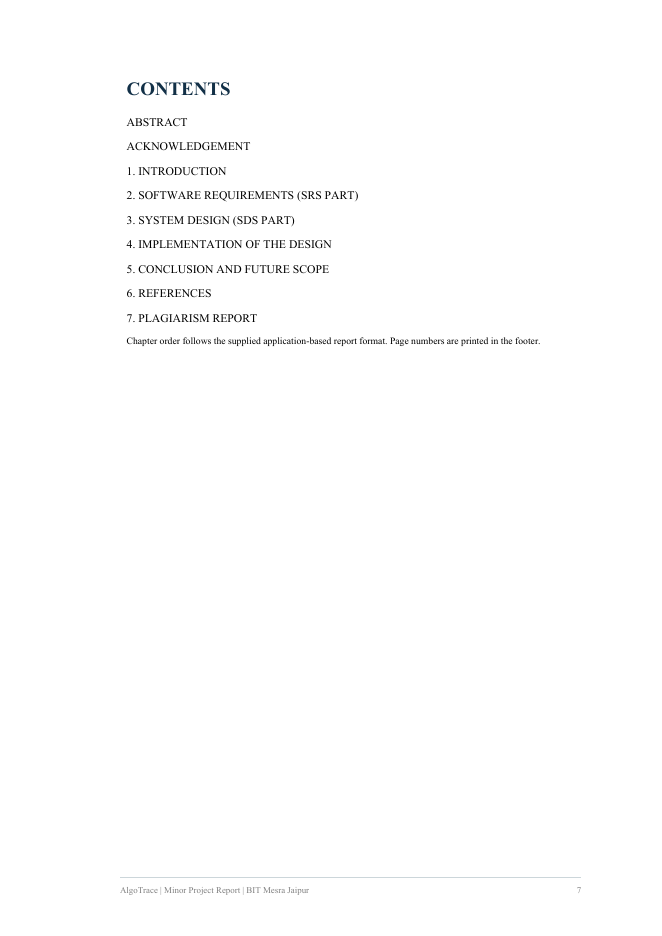 CONTENTS
ABSTRACT
ACKNOWLEDGEMENT
1. INTRODUCTION
2. SOFTWARE REQUIREMENTS (SRS PART)
3. SYSTEM DESIGN (SDS PART)
4. IMPLEMENTATION OF THE DESIGN
5. CONCLUSION AND FUTURE SCOPE
6. REFERENCES
7. PLAGIARISM REPORT
Chapter order follows the supplied application-based report format. Page numbers are printed in the footer.
AlgoTrace | Minor Project Report | BIT Mesra Jaipur 7